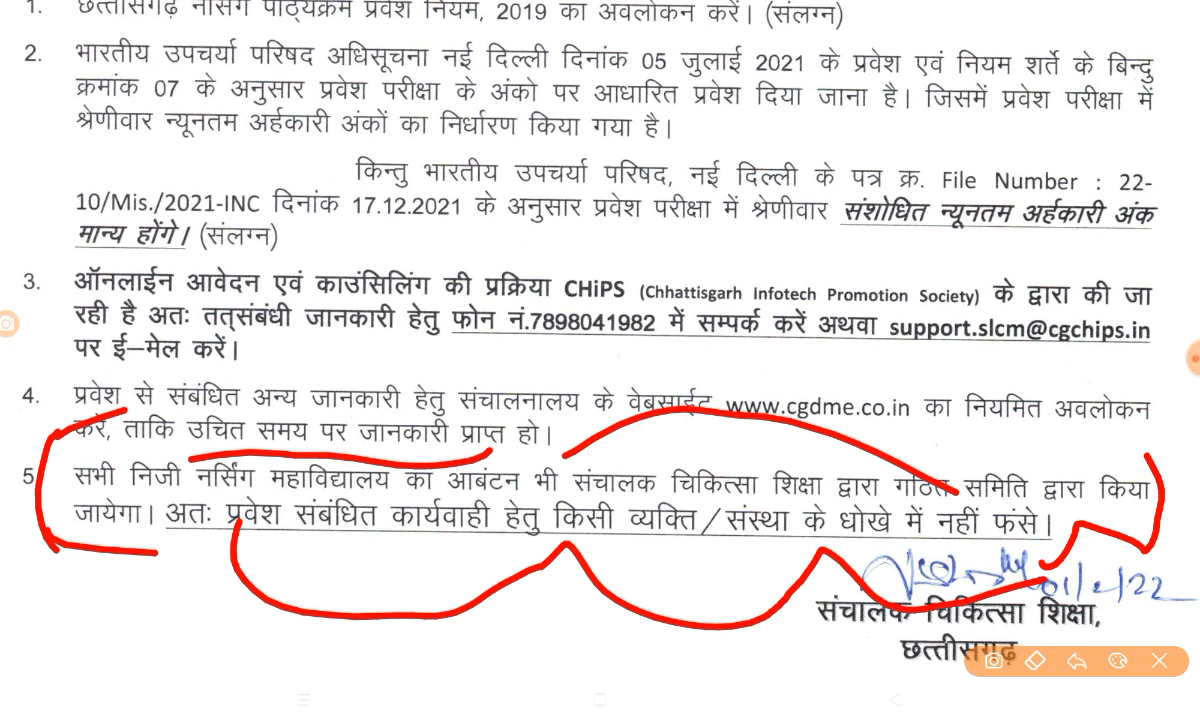 1. छत्तीसगढ़ नर्सिंग पाठ्यक्रम प्रवेश नियम, 2019 का अवलोकन करें। (संलग्न)
2. भारतीय उपचर्या परिषद अधिसूचना नई दिल्ली दिनांक 05 जुलाई 2021 के प्रवेश एवं नियम शर्ते के बिन्दु
क्रमांक 07 के अनुसार प्रवेश परीक्षा के अंको पर आधारित प्रवेश दिया जाना है। जिसमें प्रवेश परीक्षा में
श्रेणीवार न्यूनतम अर्हकारी अंकों का निर्धारण किया गया है।
किन्तु भारतीय उपचर्या परिषद, नई दिल्ली के पत्र क्र. File Number : 22-
10/Mis./2021-INC दिनांक 17.12.2021 के अनुसार प्रवेश परीक्षा में श्रेणीवार संशोधित न्यूनतम अर्हकारी अंक
मान्य होंगे। (संलग्न)
3. ऑनलाईन आवेदन एवं काउंसिलिंग की प्रक्रिया CHiPS (Chhattisgarh Infotech Promotion Society) के द्वारा की जा
रही है अतः तत्संबंधी जानकारी हेतु फोन नं.7898041982 में सम्पर्क करें अथवा support.slcm@cgchips.in
पर ई–मेल करें।
4. प्रवेश से संबंधित अन्य जानकारी हेतु संचालनालय के वेबसाईट www.cgdme.co.in का नियमित अवलोकन
करें, ताकि उचित समय पर जानकारी प्राप्त हो।
5. सभी निजी नर्सिंग महाविद्यालय का आबंटन भी संचालक चिकित्सा शिक्षा द्वारा गठित समिति द्वारा किया
जायेगा। अतः प्रवेश संबंधित कार्यवाही हेतु किसी व्यक्ति/संस्था के धोखे में नहीं फंसे।
01/2/22
संचालक चिकित्सा शिक्षा,
छत्तीसगढ़